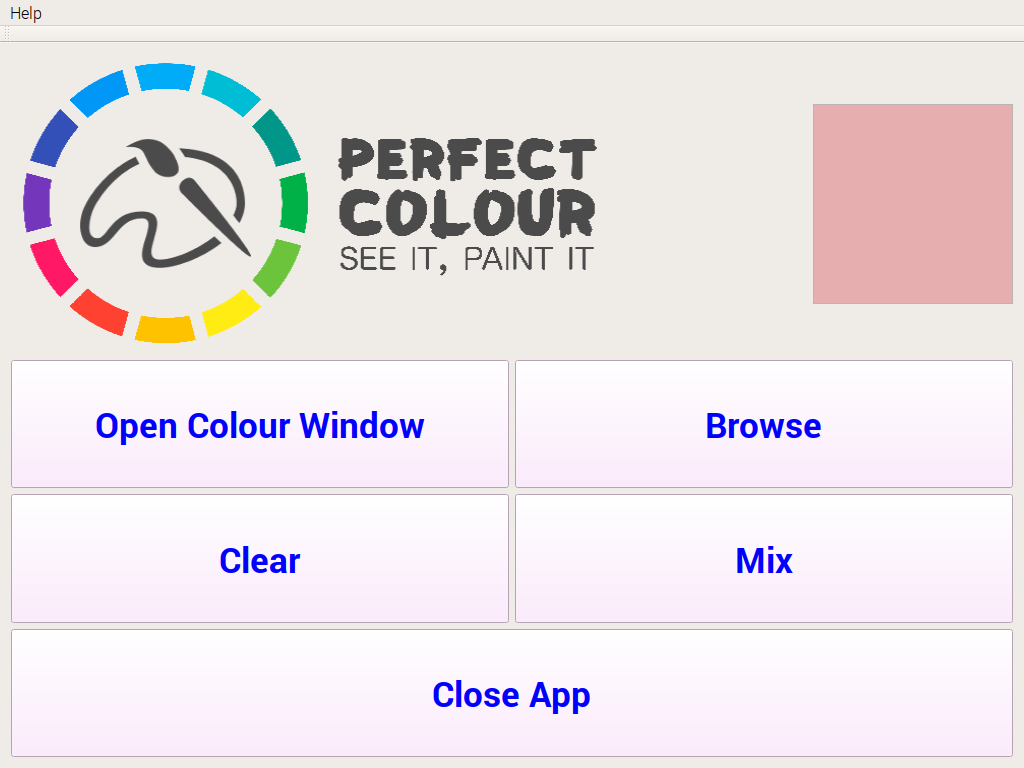 Help
PERFECT
COLOUR
SEE IT, PAINT IT
Open Colour Window
Browse
Clear
Mix
Close App